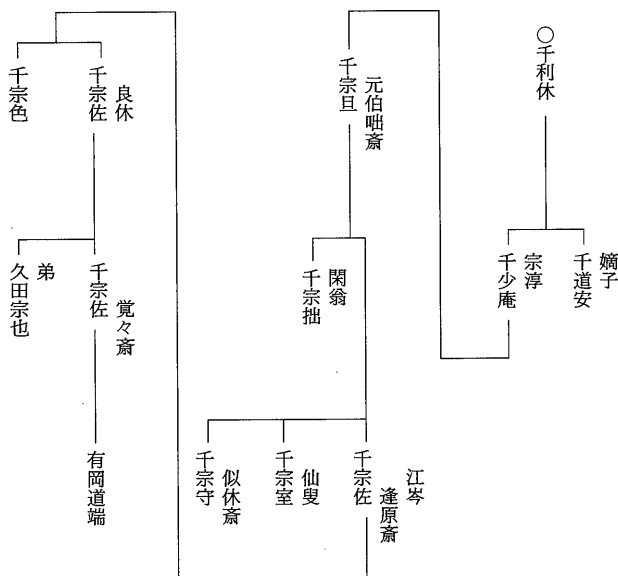 〇千利休
嫡子
千道安
宗淳
千少庵
元伯咄斎
千宗旦
閑翁
千宗拙
江岑
逢原斎
千宗佐
仙叟
千宗室
似休斎
千宗守
良休
千宗佐
千宗色
覚々斎
千宗佐
弟
久田宗也
有岡道端